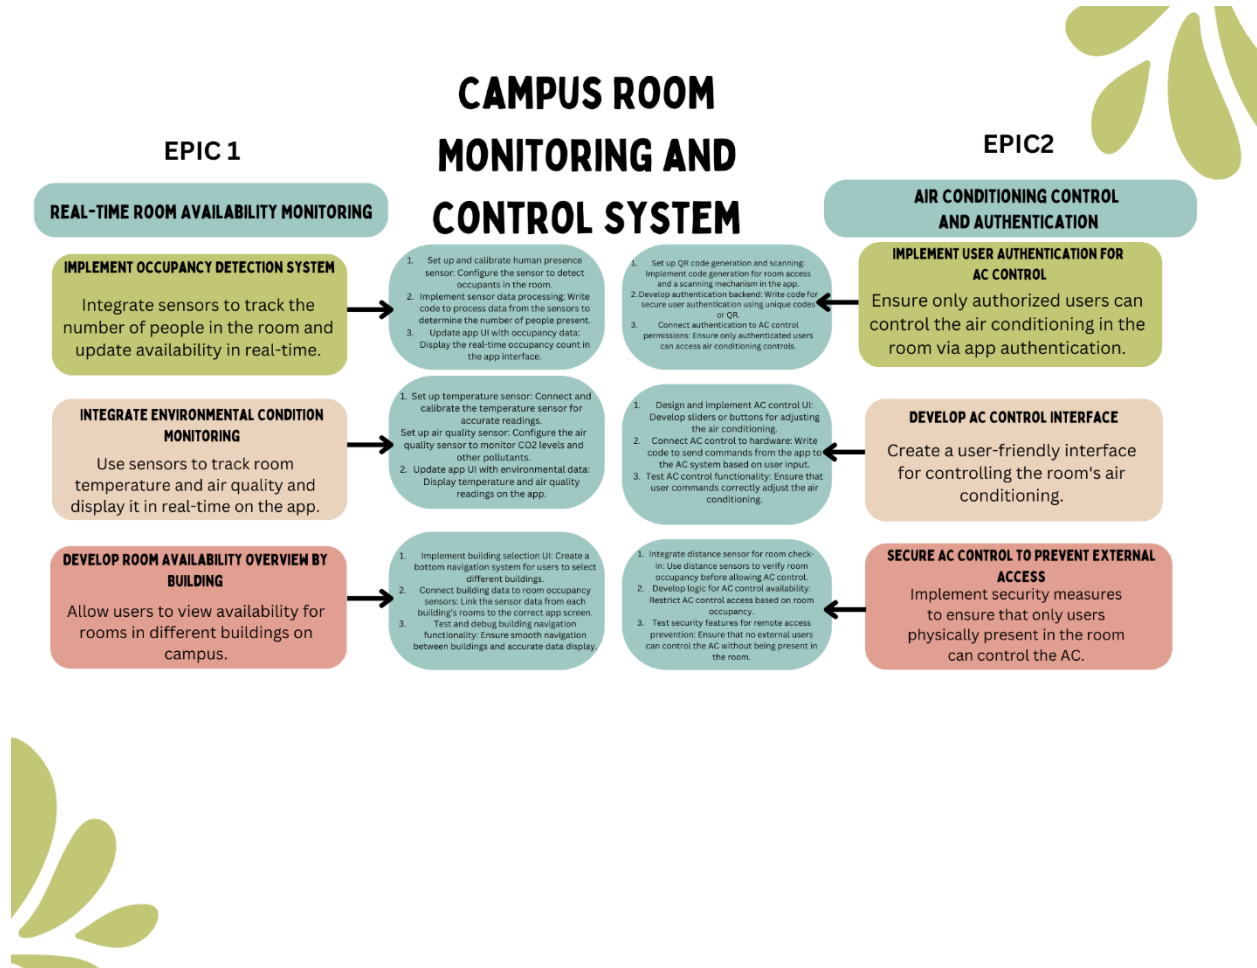 CAMPUS ROOM
MONITORING AND
CONTROL SYSTEM
EPIC 1
REAL-TIME ROOM AVAILABILITY MONITORING
IMPLEMENT OCCUPANCY DETECTION SYSTEM
Integrate sensors to track the
number of people in the room and
update availability in real-time.
1. Set up and calibrate human presence
sensor: Configure the sensor to detect
occupants in the room.
2. Implement sensor data processing: Write
code to process data from the sensors to
determine the number of people present.
3. Update app UI with occupancy data:
Display the real-time occupancy count in
the app interface.
INTEGRATE ENVIRONMENTAL CONDITION
MONITORING
Use sensors to track room
temperature and air quality and
display it in real-time on the app.
1. Set up temperature sensor: Connect and
calibrate the temperature sensor for
accurate readings.
Set up air quality sensor: Configure the air
quality sensor to monitor CO2 levels and
other pollutants.
2. Update app UI with environmental data:
Display temperature and air quality
readings on the app.
DEVELOP ROOM AVAILABILITY OVERVIEW BY
BUILDING
Allow users to view availability for
rooms in different buildings on
campus.
1. Implement building selection UI: Create a
bottom navigation system for users to select
different buildings.
2. Connect building data to room occupancy
sensors: Link the sensor data from each
building's rooms to the correct app screen.
3. Test and debug building navigation
functionality: Ensure smooth navigation
between buildings and accurate data display.
EPIC2
AIR CONDITIONING CONTROL
AND AUTHENTICATION
IMPLEMENT USER AUTHENTICATION FOR
AC CONTROL
Ensure only authorized users can
control the air conditioning in the
room via app authentication.
1. Set up QR code generation and scanning:
Implement code generation for room access
and a scanning mechanism in the app.
2. Develop authentication backend: Write code for
secure user authentication using unique codes
or QR.
3. Connect authentication to AC control
permissions: Ensure only authenticated users
can access air conditioning controls.
DEVELOP AC CONTROL INTERFACE
Create a user-friendly interface
for controlling the room's air
conditioning.
1. Design and implement AC control UI:
Develop sliders or buttons for adjusting
the air conditioning.
2. Connect AC control to hardware: Write
code to send commands from the app to
the AC system based on user input.
3. Test AC control functionality: Ensure that
user commands correctly adjust the air
conditioning.
SECURE AC CONTROL TO PREVENT EXTERNAL
ACCESS
Implement security measures
to ensure that only users
physically present in the room
can control the AC.
1. Integrate distance sensor for room check-
in: Use distance sensors to verify room
occupancy before allowing AC control.
2. Develop logic for AC control availability:
Restrict AC control access based on room
occupancy.
3. Test security features for remote access
prevention: Ensure that no external users
can control the AC without being present in
the room.